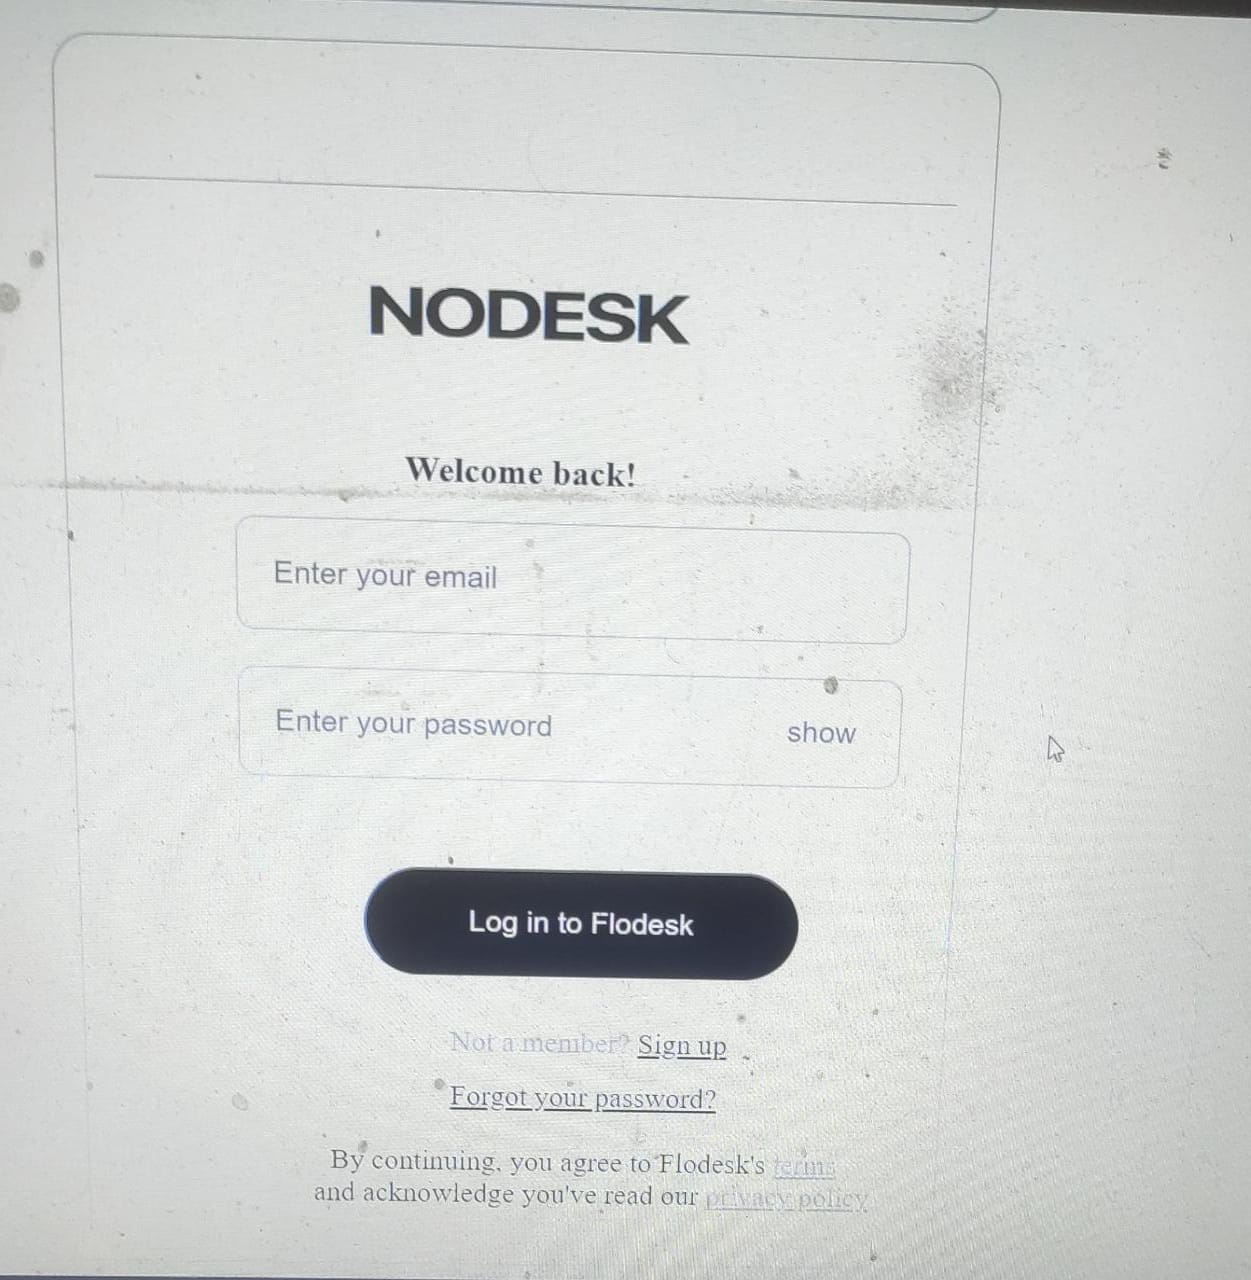 NODESK
Welcome back!
Enter your email
Enter your password show
Log in to Flodesk
Not a member? Sign up
Forgot your password?
By continuing, you agree to Flodesk's terms
and acknowledge you've read our privacy policy